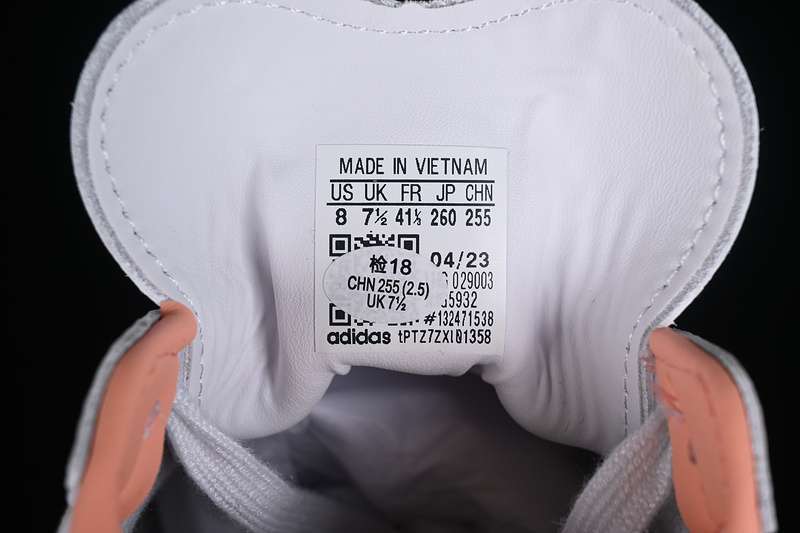 MADE IN VIETNAM
US UK FR JP CHN
8 7½ 41⅓ 260 255
04/23
检18
029003
CHN 255 (2.5)
5932
UK 7½
#132471538
adidas tPTZ7ZXI01358